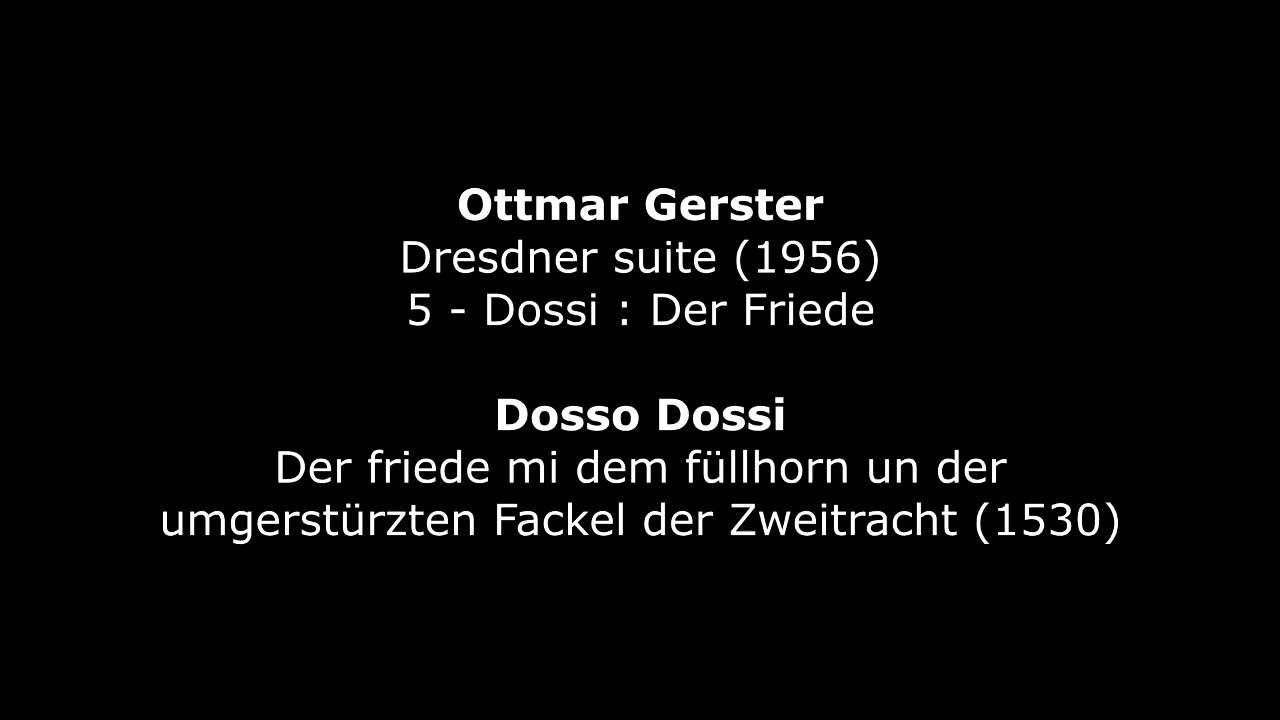 Ottmar Gerster
Dresdner suite (1956)
5 - Dossi : Der Friede
Dosso Dossi
Der friede mi dem füllhorn un der
umgerstürzten Fackel der Zweitracht (1530)